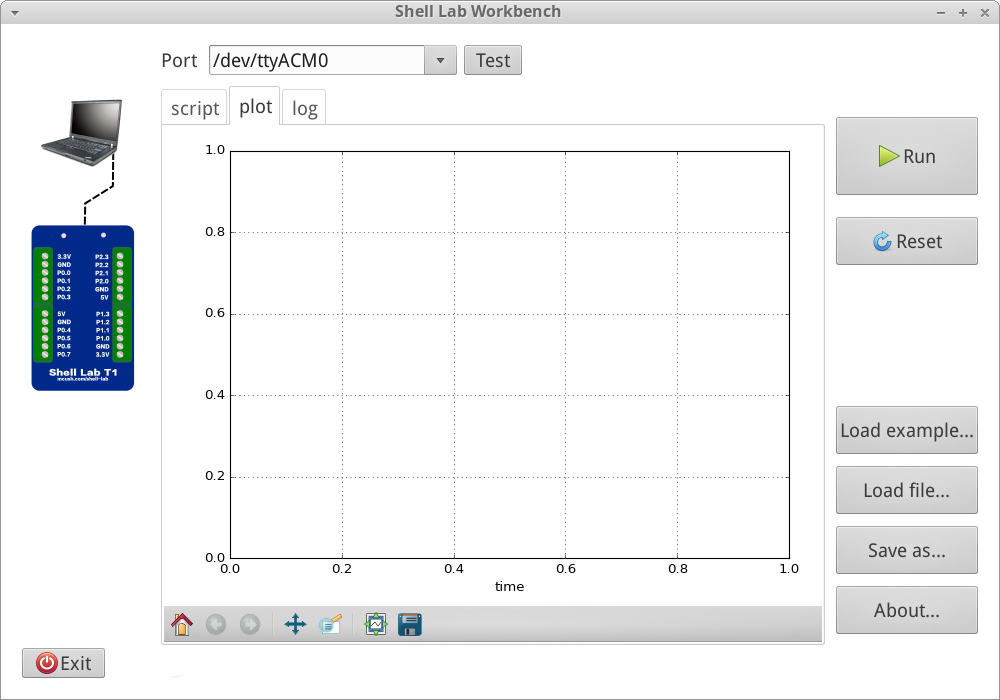 Shell Lab Workbench
Port /dev/ttyACM0 Test
script plot log
1.0
0.8
0.6
0.4
0.2
0.0
0.0 0.2 0.4 0.6 0.8 1.0
time
3.3V P2.3
GND P2.2
P0.0 P2.1
P0.1 P2.0
P0.2 GND
P0.3 5V
5V P1.3
GND P1.2
P0.4 P1.1
P0.5 P1.0
P0.6 GND
P0.7 3.3V
Shell Lab T1
mcush.com/shell-lab
Run
Reset
Load example...
Load file...
Save as...
About...
Exit